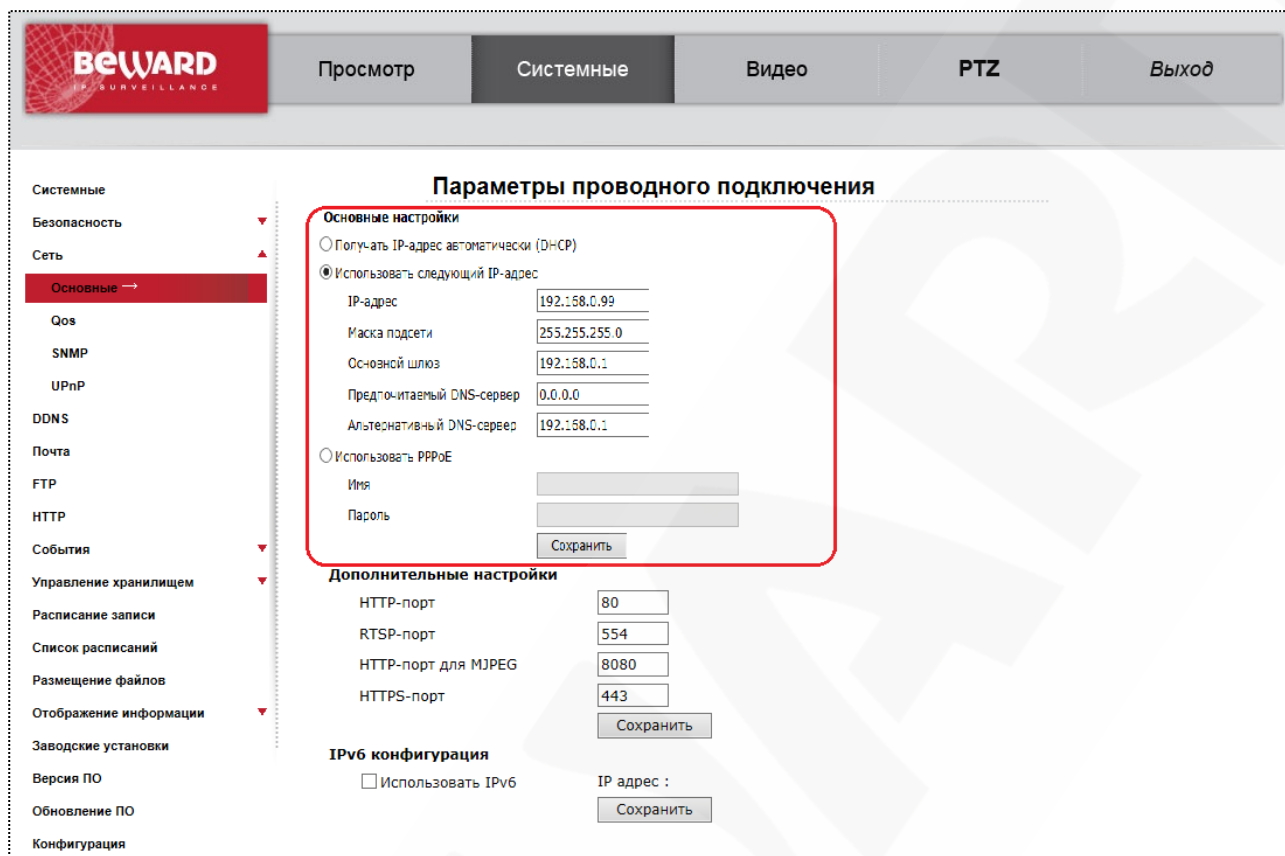 BEWARD
IP SURVEILLANCE
Просмотр
Системные
Видео
PTZ
Выход
Системные
Безопасность
Сеть
Основные →
Qos
SNMP
UPnP
DDNS
Почта
FTP
HTTP
События
Управление хранилищем
Расписание записи
Список расписаний
Размещение файлов
Отображение информации
Заводские установки
Версия ПО
Обновление ПО
Конфигурация
Параметры проводного подключения
Основные настройки
Получать IP-адрес автоматически (DHCP)
Использовать следующий IP-адрес
IP-адрес 192.168.0.99
Маска подсети 255.255.255.0
Основной шлюз 192.168.0.1
Предпочитаемый DNS-сервер 0.0.0.0
Альтернативный DNS-сервер 192.168.0.1
Использовать PPPoE
Имя
Пароль
Сохранить
Дополнительные настройки
HTTP-порт 80
RTSP-порт 554
HTTP-порт для MJPEG 8080
HTTPS-порт 443
Сохранить
IPv6 конфигурация
Использовать IPv6 IP адрес :
Сохранить